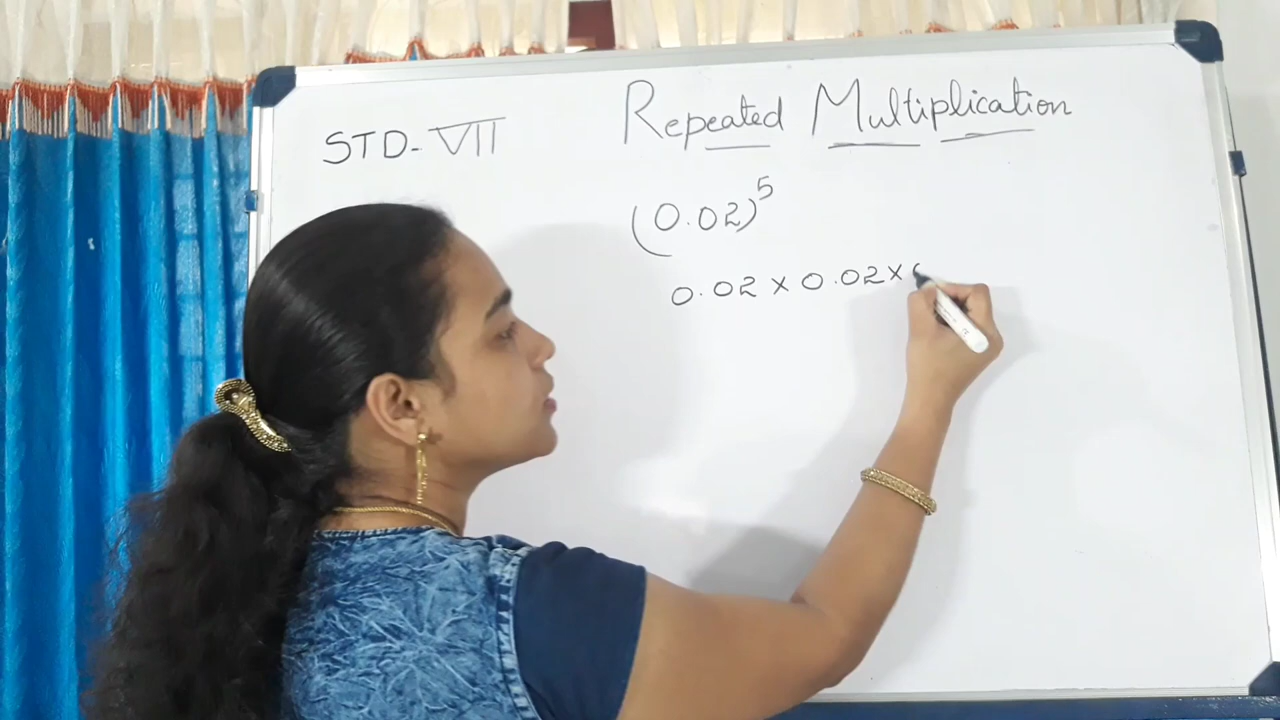 STD-VII
Repeated Multiplication
(0.02)^5
0.02 × 0.02 ×